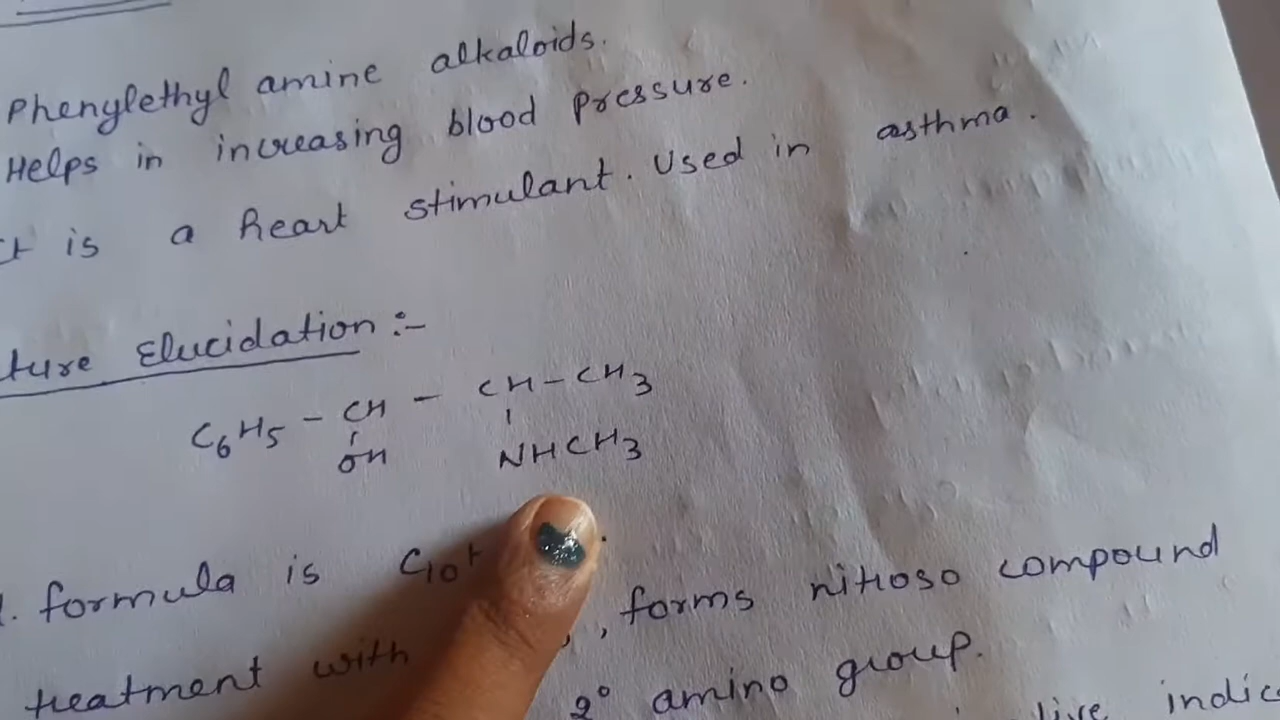 Phenylethyl amine alkaloids.
Helps in increasing blood pressure.
is a heart stimulant. Used in asthma.
Elucidation :-
C6H5 - CH - CH - CH3
OH NHCH3
formula is C10H
, forms nitroso compound
treatment with 2° amino group.